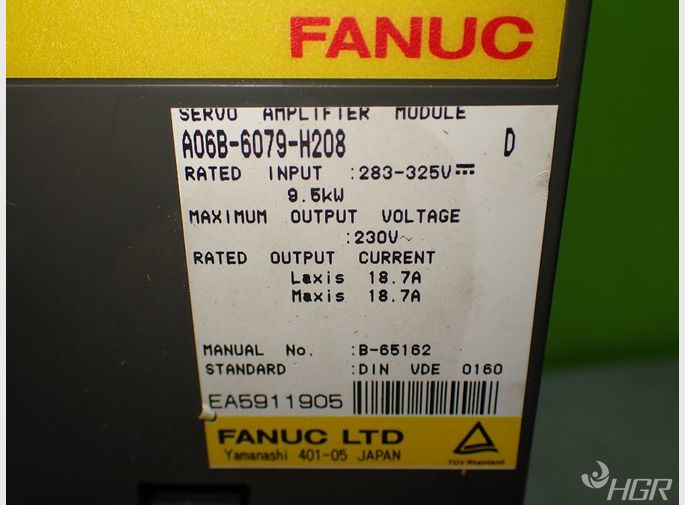 FANUC
SERVO AMPLIFIER MODULE
A06B-6079-H208 D
RATED INPUT :283-325V⎓
9.5kW
MAXIMUM OUTPUT VOLTAGE
:230V~
RATED OUTPUT CURRENT
Laxis 18.7A
Maxis 18.7A
MANUAL No. :B-65162
STANDARD :DIN VDE 0160
EA5911905
FANUC LTD
Yamanashi 401-05 JAPAN
TÜV Rheinland
HGR